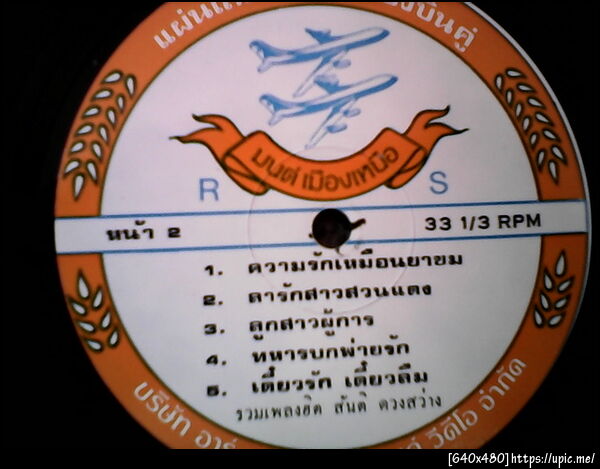 แผ่นเสียง
บินคู่
มนต์ เมืองเหนือ
R S
หน้า 2
33 1/3 RPM
1. ความรักเหมือนยาขม
2. ดารักสาวสวนแตง
3. ลูกสาวผู้การ
4. ทหารบกพ่ายรัก
5. เดี๋ยวรัก เดี๋ยวลืม
รวมเพลงฮิต สันติ ดวงสว่าง
บริษัท อาร์
วีดีโอ จำกัด
[640x480]https://upic.me/